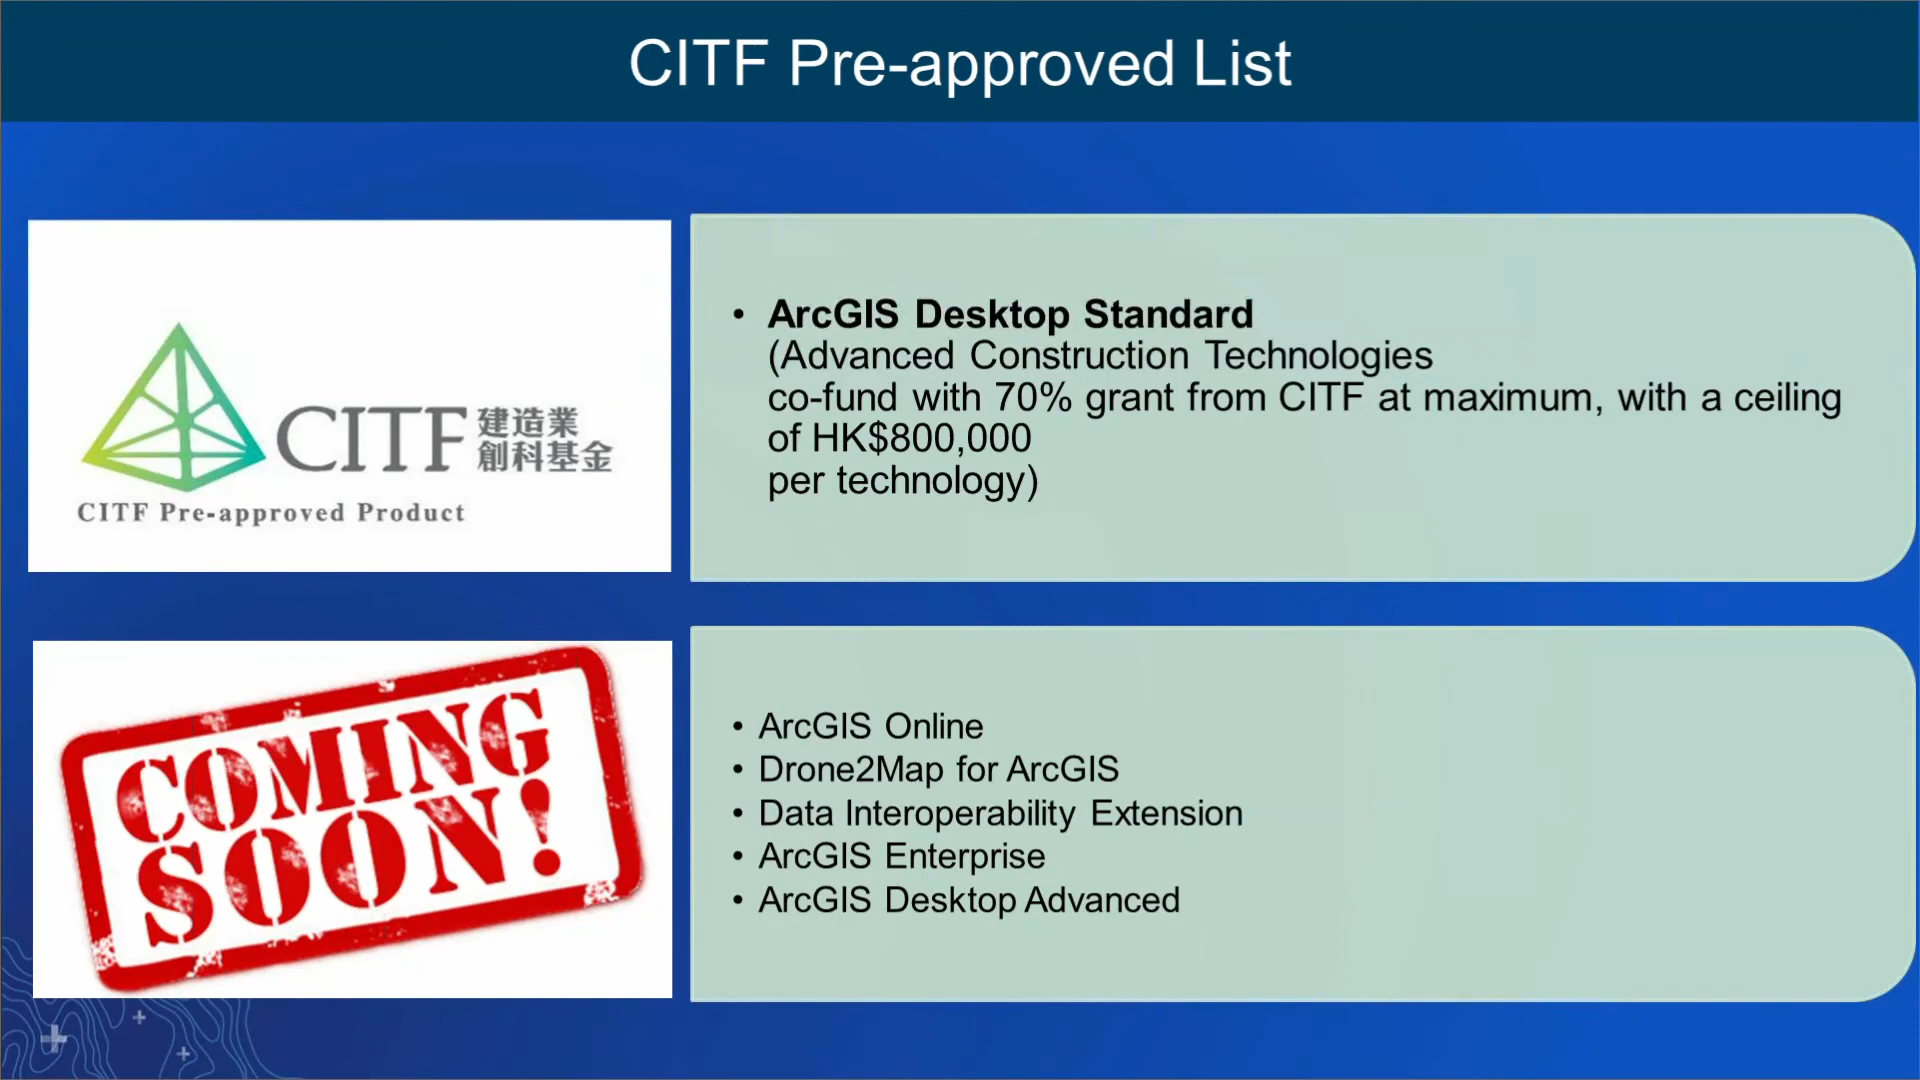 CITF Pre-approved List
CITF 建造業
創科基金
CITF Pre-approved Product
• ArcGIS Desktop Standard
(Advanced Construction Technologies
co-fund with 70% grant from CITF at maximum, with a ceiling
of HK$800,000
per technology)
COMING
SOON!
• ArcGIS Online
• Drone2Map for ArcGIS
• Data Interoperability Extension
• ArcGIS Enterprise
• ArcGIS Desktop Advanced